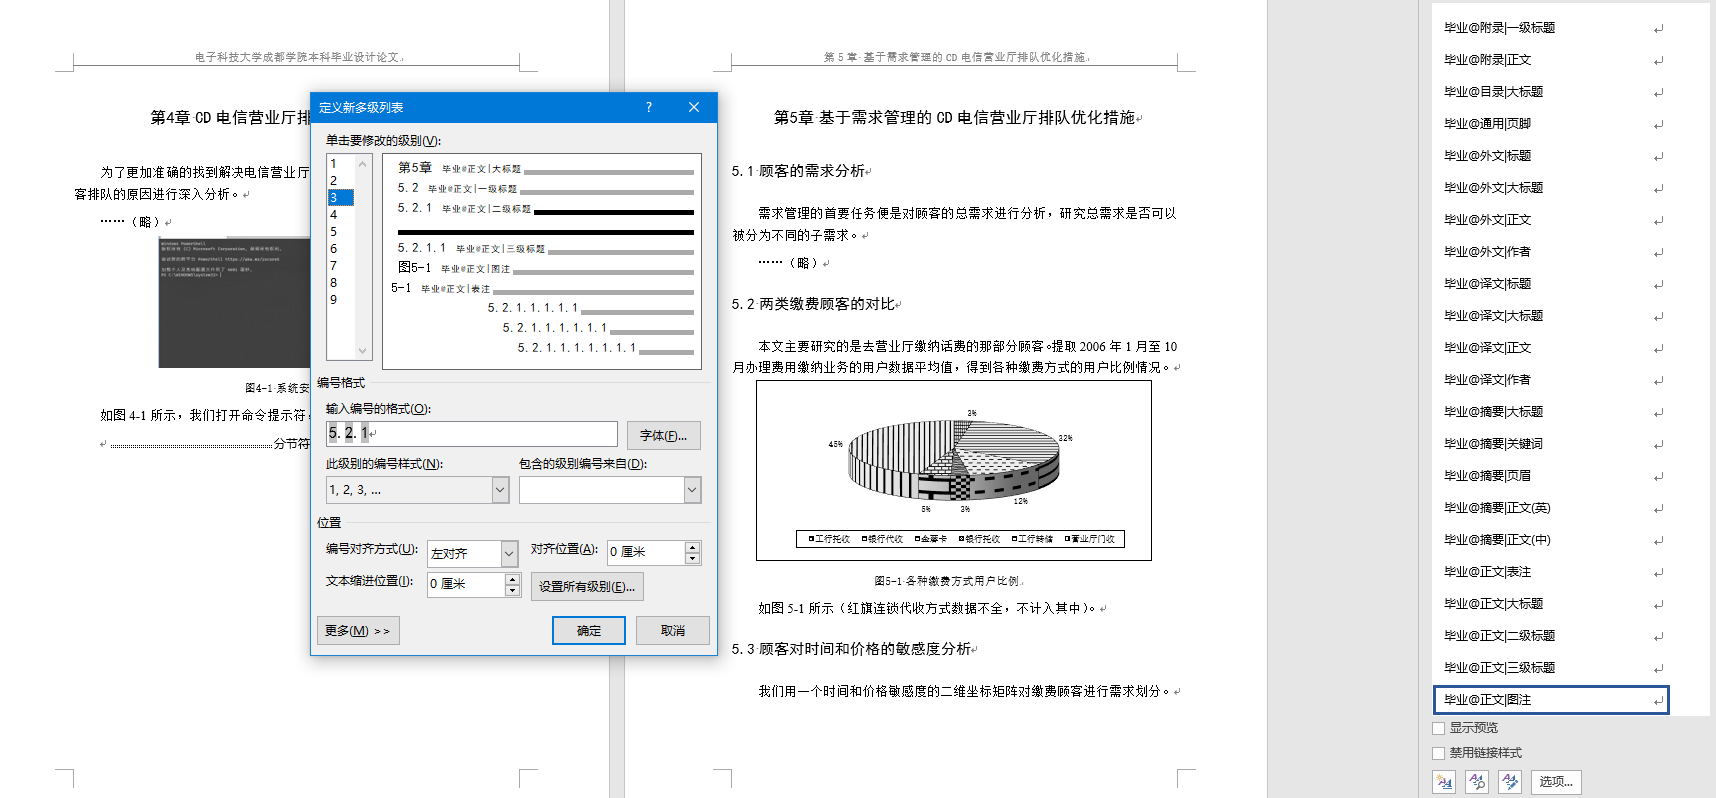 电子科技大学成都学院本科毕业设计论文
第4章 CD 电信营业厅排
为了更加准确的找到解决电信营业厅
客排队的原因进行深入分析。
……（略）
Windows PowerShell
版权所有 (C) Microsoft Corporation。保留所有权利。
PS C:\WINDOWS\system32>
图4-1 系统安
如图 4-1 所示，我们打开命令提示符，
分节符
定义新多级列表
?
单击要修改的级别(V):
1
2
3
4
5
6
7
8
9
第5章 毕业@正文|大标题
5.2 毕业@正文|一级标题
5.2.1 毕业@正文|二级标题
5.2.1.1 毕业@正文|三级标题
图5-1 毕业@正文|图注
5-1 毕业@正文|表注
5.2.1.1.1.1.1
5.2.1.1.1.1.1.1
5.2.1.1.1.1.1.1.1
编号格式
输入编号的格式(O):
5.2.1
字体(F)...
此级别的编号样式(N):
包含的级别编号来自(D):
1, 2, 3, ...
位置
编号对齐方式(U):
左对齐
对齐位置(A):
0 厘米
文本缩进位置(I):
0 厘米
设置所有级别(E)...
更多(M) >>
确定
取消
第 5 章 基于需求管理的 CD 电信营业厅排队优化措施
第5章 基于需求管理的 CD 电信营业厅排队优化措施
5.1 顾客的需求分析
需求管理的首要任务便是对顾客的总需求进行分析，研究总需求是否可以
被分为不同的子需求。
……（略）
5.2 两类缴费顾客的对比
本文主要研究的是去营业厅缴纳话费的那部分顾客。提取 2006 年 1 月至 10
月办理费用缴纳业务的用户数据平均值，得到各种缴费方式的用户比例情况。
3%
45%
32%
12%
5%
3%
工行托收 银行代收 金葵卡 银行托收 工行转储 营业厅门收
图5-1 各种缴费方式用户比例
如图 5-1 所示（红旗连锁代收方式数据不全，不计入其中）。
5.3 顾客对时间和价格的敏感度分析
我们用一个时间和价格敏感度的二维坐标矩阵对缴费顾客进行需求划分。
毕业@附录|一级标题
毕业@附录|正文
毕业@目录|大标题
毕业@通用|页脚
毕业@外文|标题
毕业@外文|大标题
毕业@外文|正文
毕业@外文|作者
毕业@译文|标题
毕业@译文|大标题
毕业@译文|正文
毕业@译文|作者
毕业@摘要|大标题
毕业@摘要|关键词
毕业@摘要|页眉
毕业@摘要|正文(英)
毕业@摘要|正文(中)
毕业@正文|表注
毕业@正文|大标题
毕业@正文|二级标题
毕业@正文|三级标题
毕业@正文|图注
显示预览
禁用链接样式
选项...